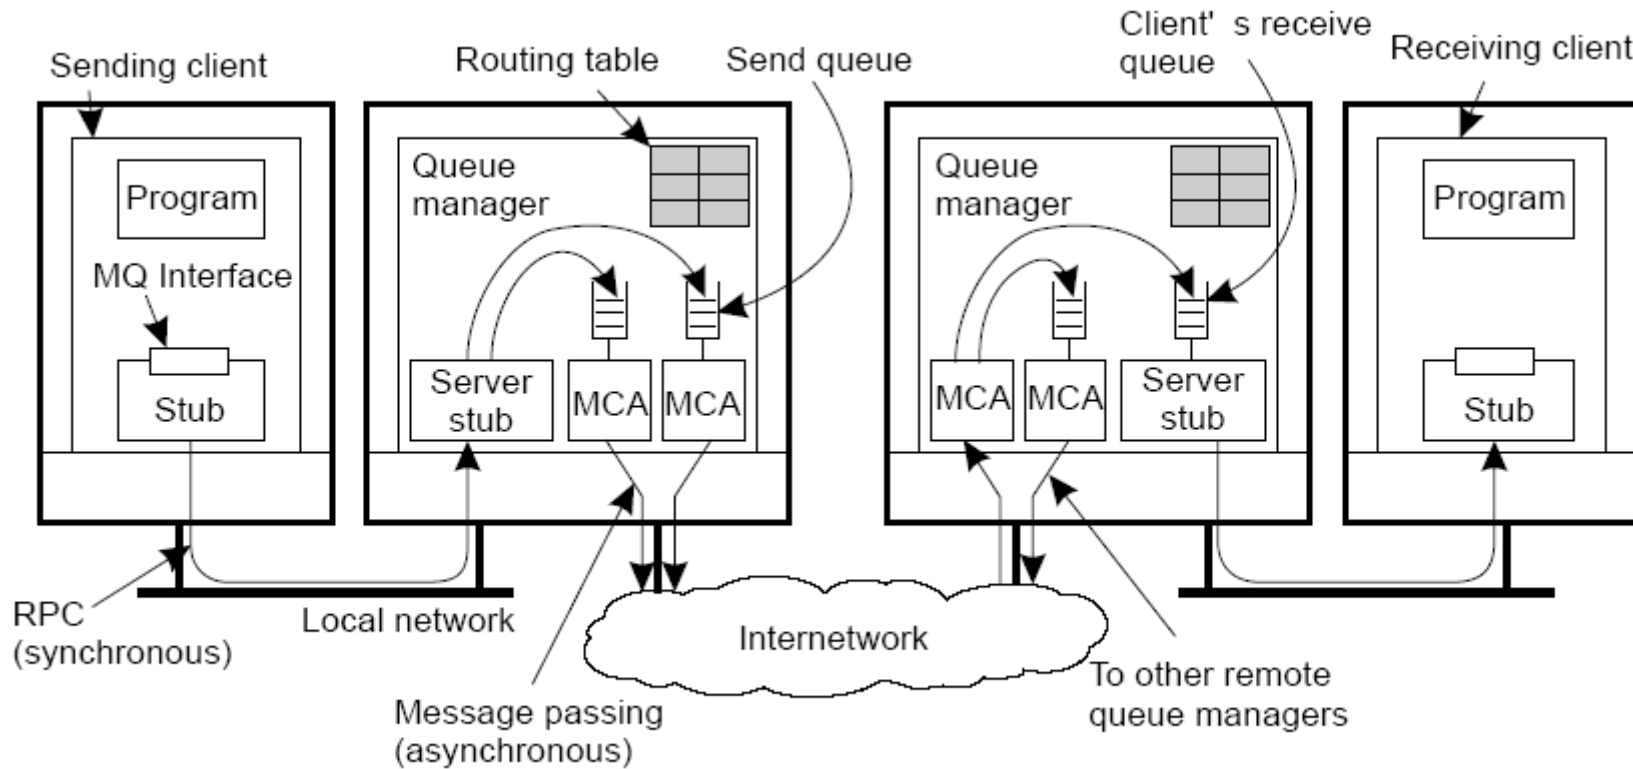 Sending client
Routing table
Send queue
Client' s receive
queue
Receiving client
Program
MQ Interface
Stub
Queue
manager
Server
stub
MCA
MCA
Queue
manager
MCA
MCA
Server
stub
Program
Stub
RPC
(synchronous)
Local network
Message passing
(asynchronous)
Internetwork
To other remote
queue managers